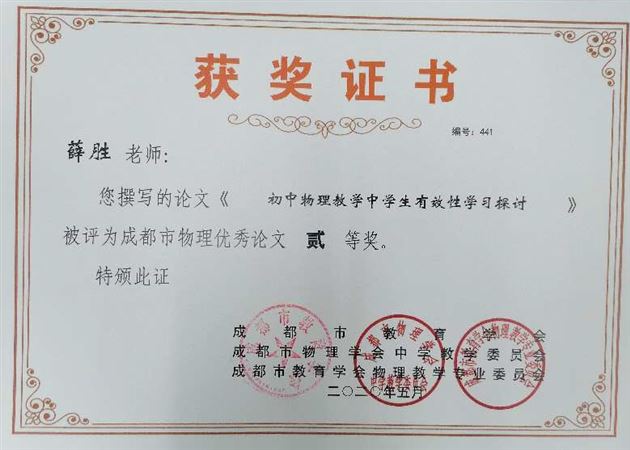 获奖证书
编号：441
薛胜 老师：
您撰写的论文《 初中物理教学中学生有效性学习探讨 》
被评为成都市物理优秀论文 贰 等奖。
特颁此证
成都市教育学会
成都市物理学会中学教学委员会
成都市教育学会物理教学专业委员会
二〇二〇年五月